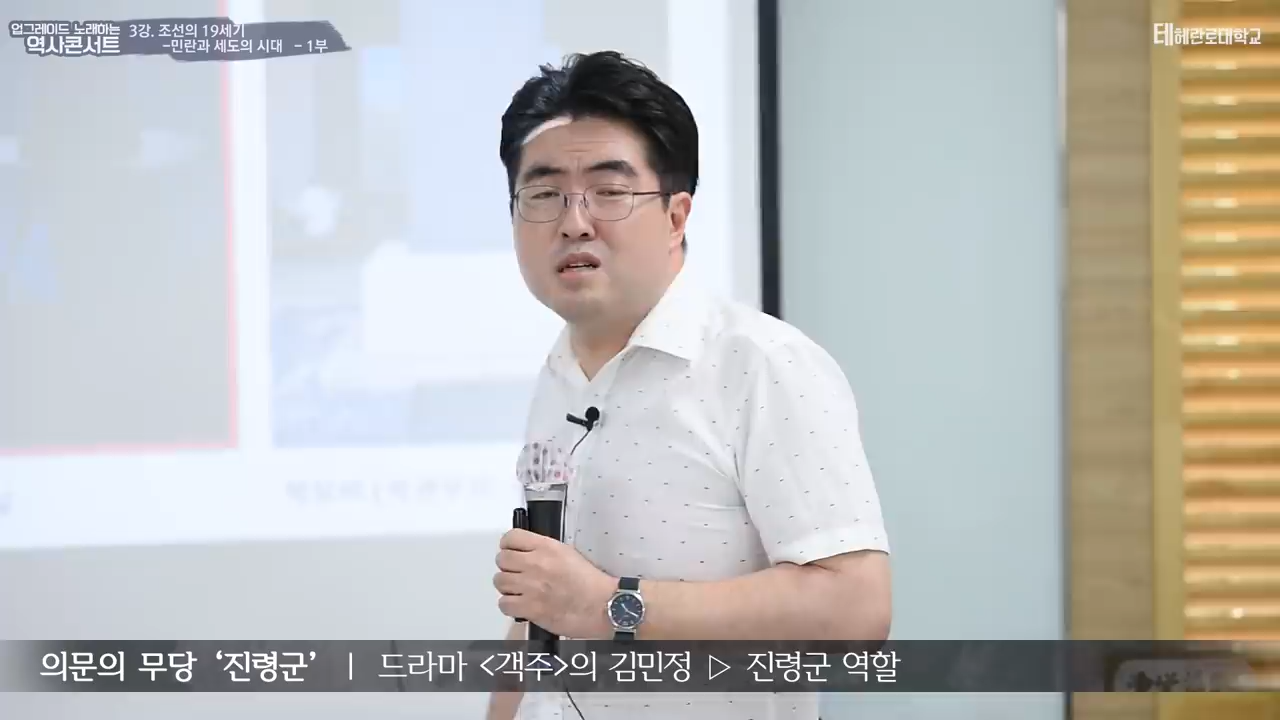 업그레이드 노래하는
역사콘서트
3강. 조선의 19세기
-민란과 세도의 시대 - 1부
테헤란로대학교
의문의 무당 ‘진령군’ | 드라마 <객주>의 김민정 ▷ 진령군 역할